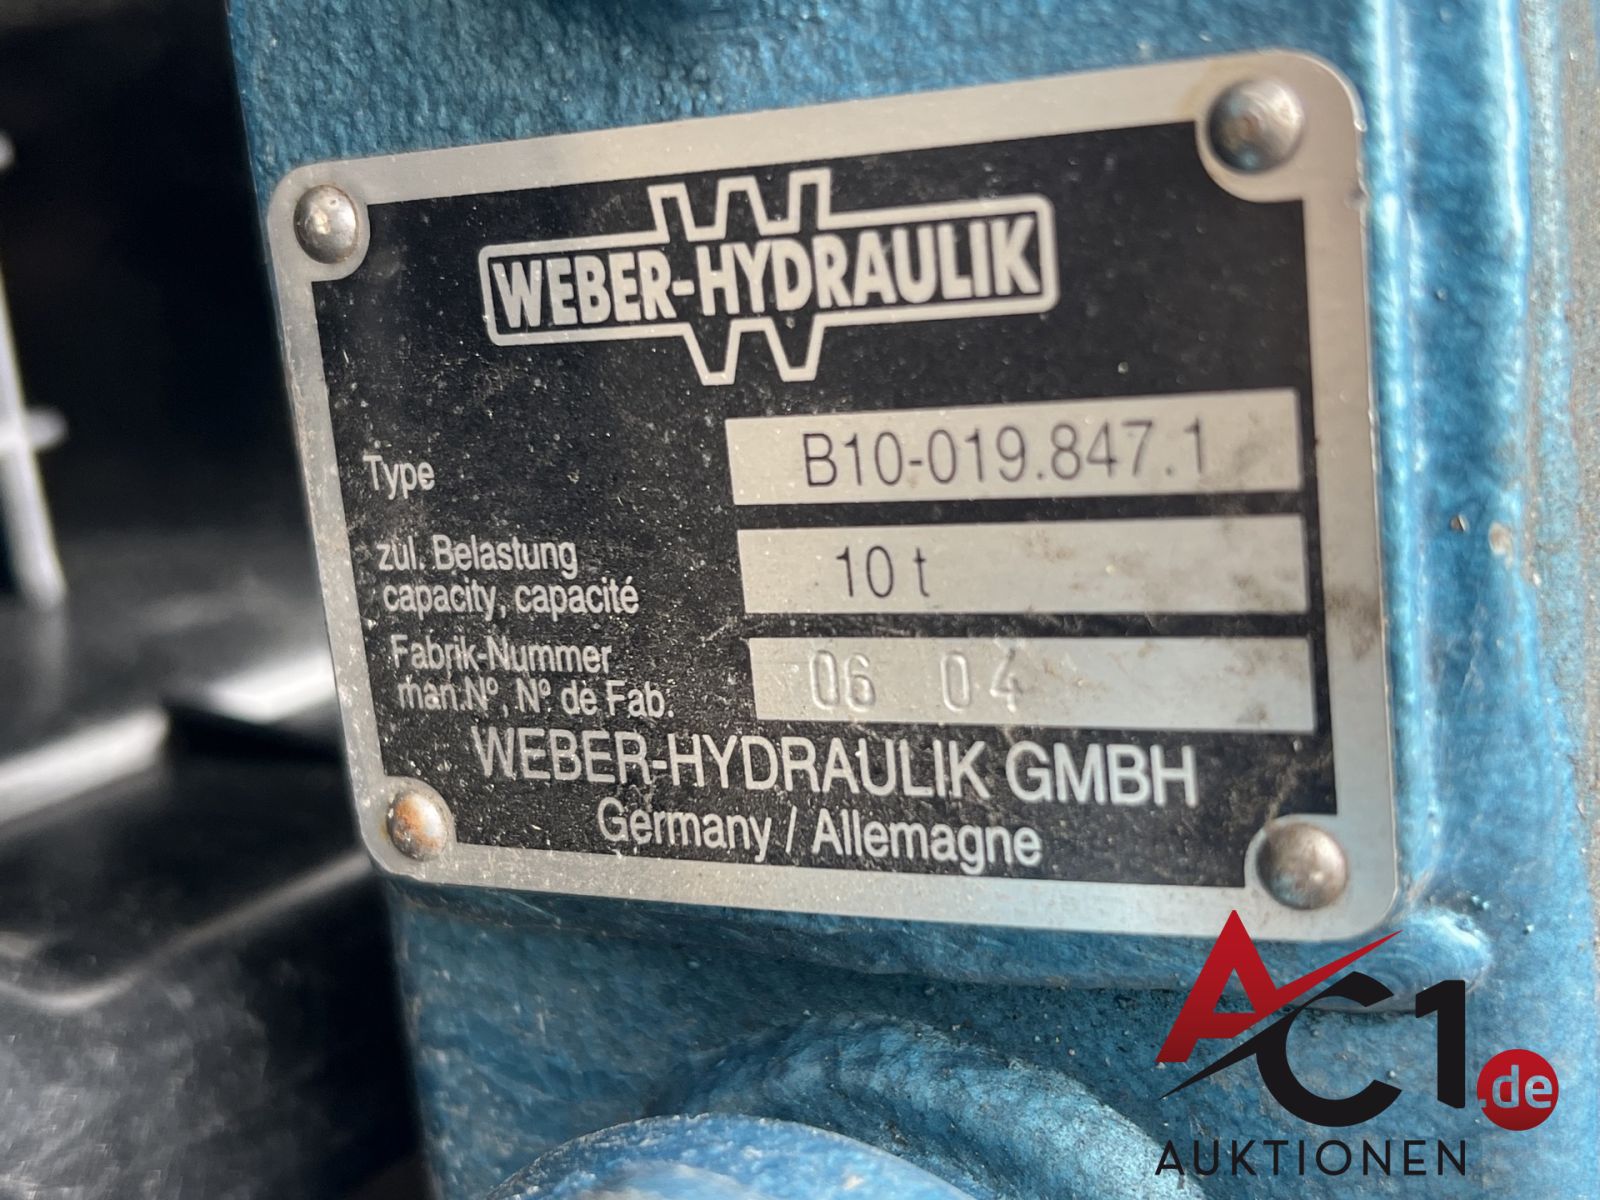 WEBER-HYDRAULIK
Type B10-019.847.1
zul. Belastung
capacity, capacité 10 t
Fabrik-Nummer
man.Nº, Nº de Fab. 06 04
WEBER-HYDRAULIK GMBH
Germany / Allemagne
AC1.de
AUKTIONEN